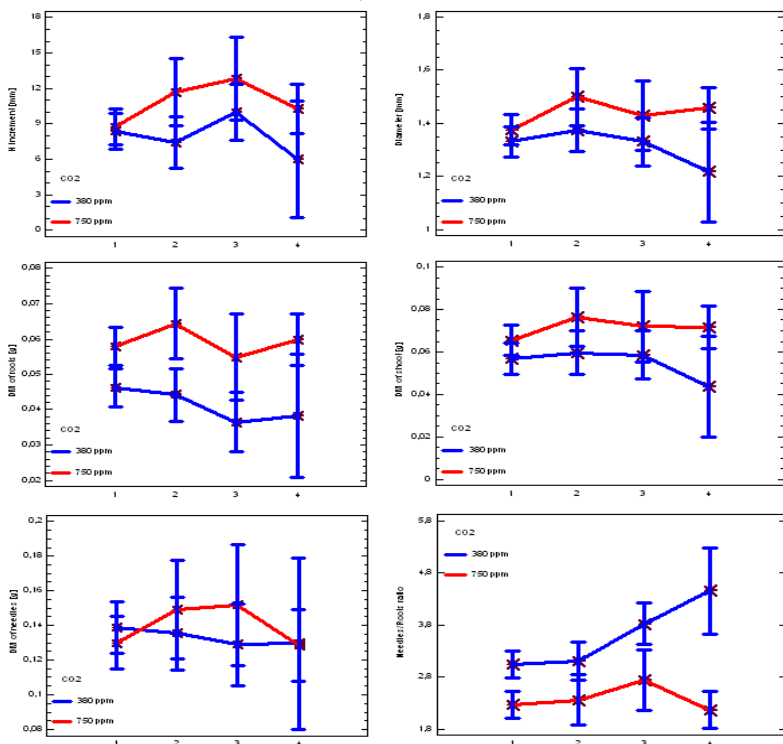 18
15
12
9
6
3
0
H increment [mm]
CO2
380 ppm
750 ppm
1 2 3 4
1,8
1,6
1,4
1,2
1
Diameter [mm]
CO2
380 ppm
750 ppm
1 2 3 4
0,08
0,07
0,06
0,05
0,04
0,03
0,02
DM of roots [g]
CO2
380 ppm
750 ppm
1 2 3 4
0,1
0,08
0,06
0,04
0,02
0
DM of shoot [g]
CO2
380 ppm
750 ppm
1 2 3 4
0,2
0,18
0,16
0,14
0,12
0,1
0,08
DM of needles [g]
CO2
380 ppm
750 ppm
1 2 3 4
5,8
4,8
3,8
2,8
1,8
Needles/Roots ratio
CO2
380 ppm
750 ppm
1 2 3 4